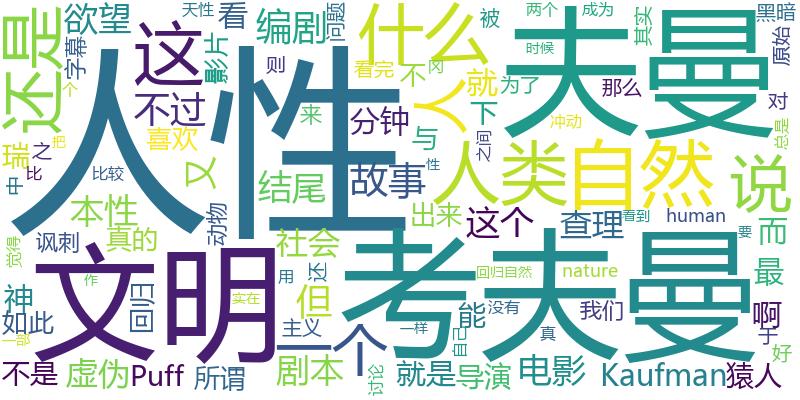 欲望
编剧
什么
夫曼
还是
人性
这
看
问题
字幕
影片
天性
则
不过
喜欢
看完
不
冈
时候
两个
被
成为
其实
黑暗
原始
就
为了
那么
对
人
下
个
瑞
之
来
分钟
与
冲动
之间
总是
把
申
比
比较
又
结尾
故事
性
人类
自然
说
本性
出来
这个
查理
看到
human
要
而
觉得
讽刺
真的
动物
社会
考夫曼
回归自然
nature
最
神
作
文明
还
用
但
能
没有
我们
啊
如此
回归
实在
主义
一个
一样
自己
真
于
好
一部
不是
虚伪
Puff
所谓
剧本
讨论
就是
导演
电影
Kaufman
猿人